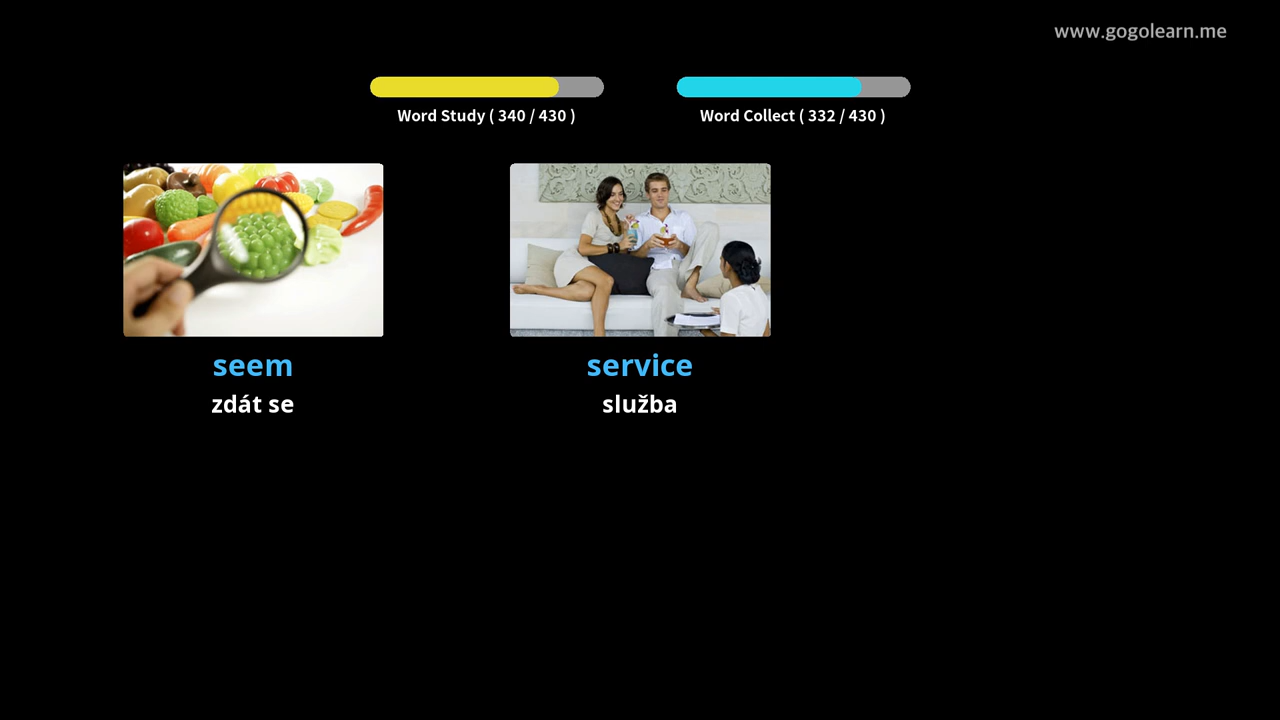 www.gogolearn.me
Word Study ( 340 / 430 )
Word Collect ( 332 / 430 )
seem
zdát se
service
služba